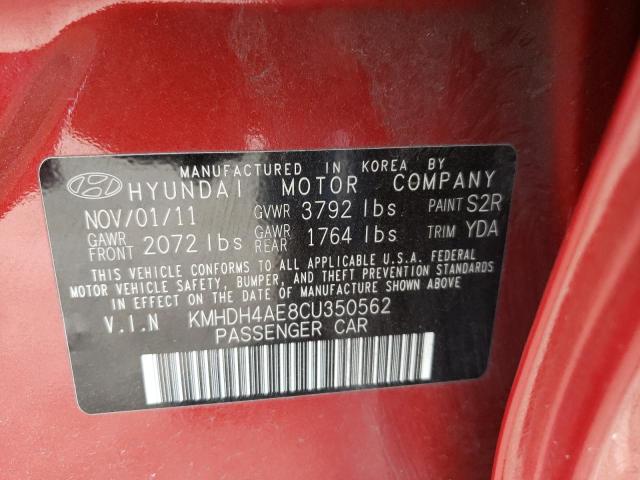 MANUFACTURED IN KOREA BY
HYUNDAI MOTOR COMPANY
NOV/01/11 GVWR 3792 lbs PAINT S2R
GAWR FRONT 2072 lbs GAWR REAR 1764 lbs TRIM YDA
THIS VEHICLE CONFORMS TO ALL APPLICABLE U.S.A. FEDERAL
MOTOR VEHICLE SAFETY, BUMPER, AND THEFT PREVENTION STANDARDS
IN EFFECT ON THE DATE OF MANUFACTURE SHOWN ABOVE.
V.I.N KMHDH4AE8CU350562
PASSENGER CAR